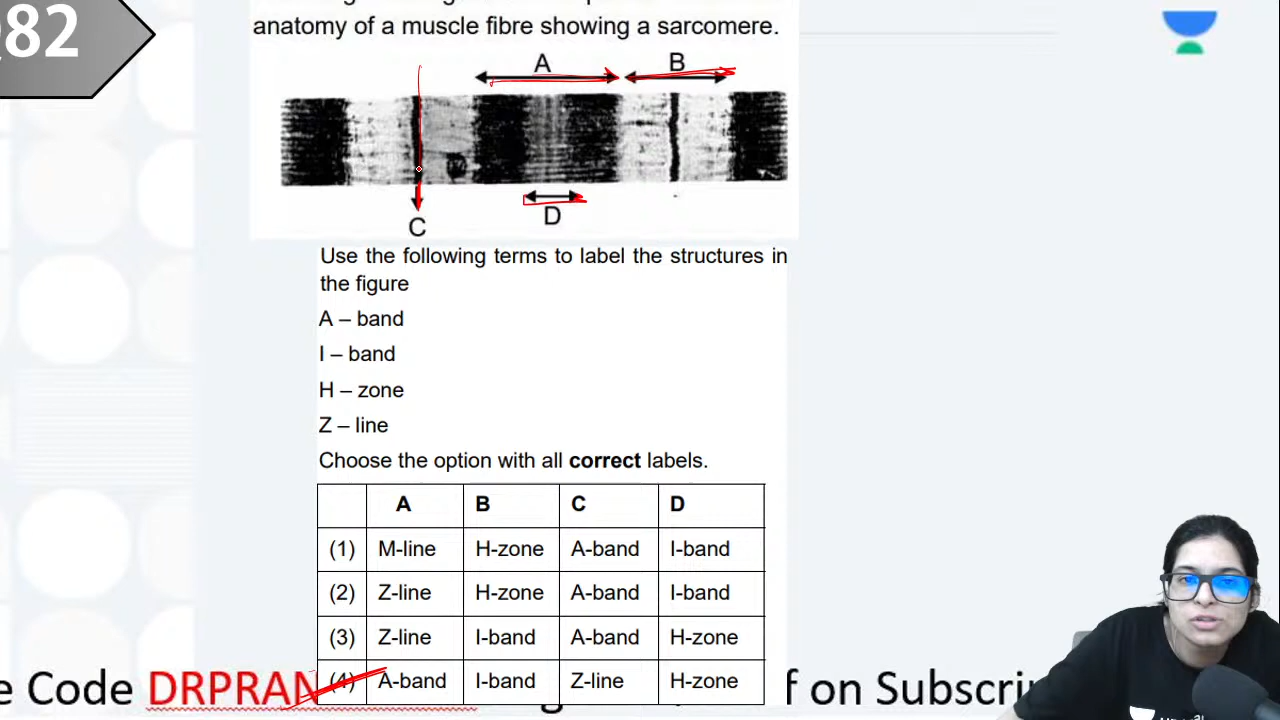 82
anatomy of a muscle fibre showing a sarcomere.
A
B
C
D
Use the following terms to label the structures in
the figure
A – band
I – band
H – zone
Z – line
Choose the option with all correct labels.
A B C D
(1) M-line H-zone A-band I-band
(2) Z-line H-zone A-band I-band
(3) Z-line I-band A-band H-zone
(4) A-band I-band Z-line H-zone
e Code DRPRAN f on Subscri